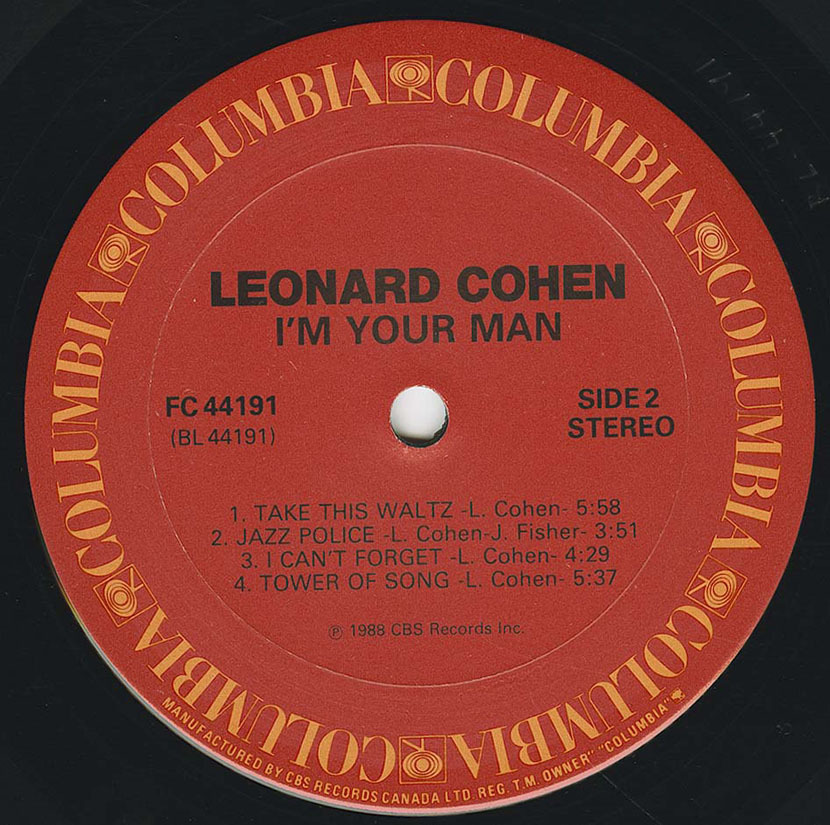 COLUMBIA COLUMBIA COLUMBIA COLUMBIA COLUMBIA COLUMBIA
LEONARD COHEN
I'M YOUR MAN
FC 44191
(BL 44191)
SIDE 2
STEREO
1. TAKE THIS WALTZ -L. Cohen- 5:58
2. JAZZ POLICE -L. Cohen-J. Fisher- 3:51
3. I CAN'T FORGET -L. Cohen- 4:29
4. TOWER OF SONG -L. Cohen- 5:37
℗ 1988 CBS Records Inc.
MANUFACTURED BY CBS RECORDS CANADA LTD. REG. T.M. OWNER" "COLUMBIA"